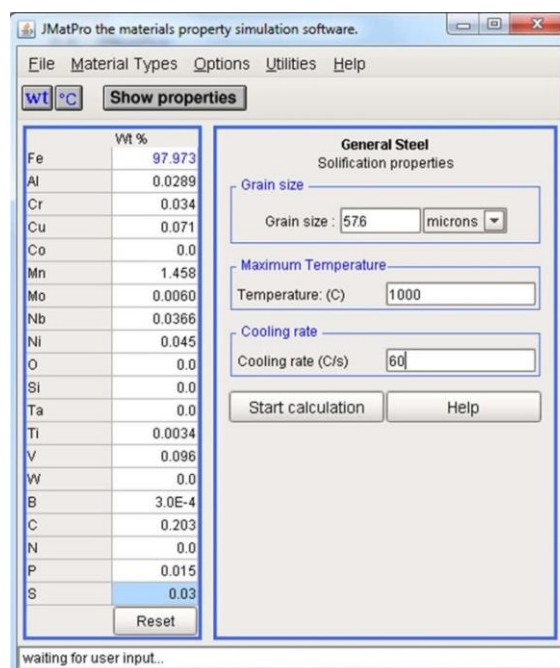 JMatPro the materials property simulation software.
File Material Types Options Utilities Help
wt °C Show properties
Wt %
Fe 97.973
Al 0.0289
Cr 0.034
Cu 0.071
Co 0.0
Mn 1.458
Mo 0.0060
Nb 0.0366
Ni 0.045
O 0.0
Si 0.0
Ta 0.0
Ti 0.0034
V 0.096
W 0.0
B 3.0E-4
C 0.203
N 0.0
P 0.015
S 0.03
Reset
General Steel
Solification properties
Grain size
Grain size : 57.6 microns
Maximum Temperature
Temperature: (C) 1000
Cooling rate
Cooling rate (C/s) 60
Start calculation Help
waiting for user input...